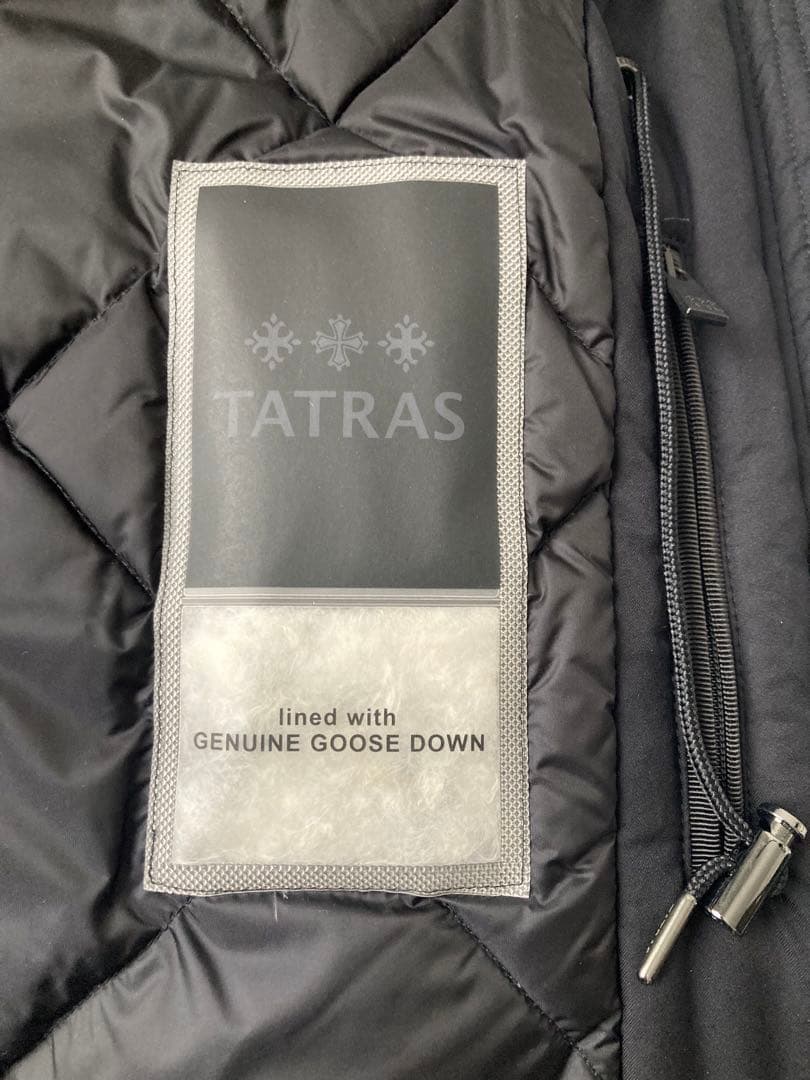 TATRAS
lined with
GENUINE GOOSE DOWN